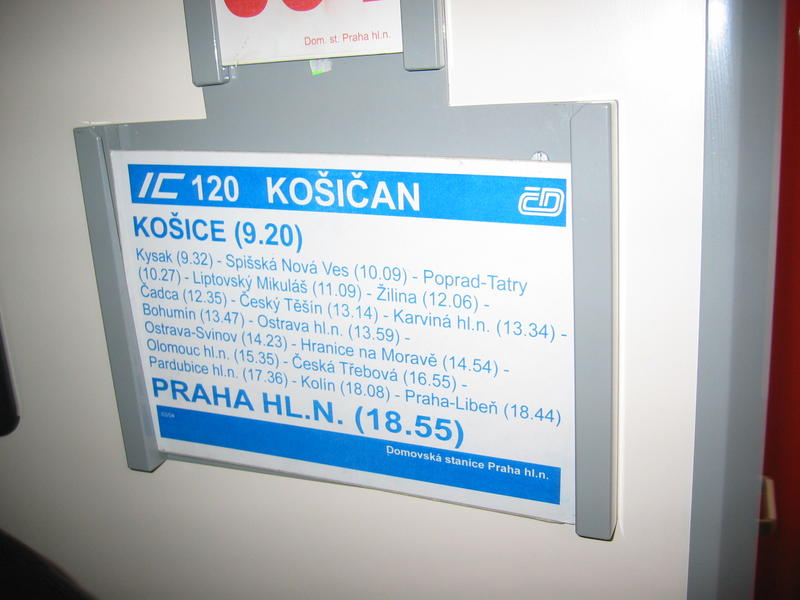 Dom. st. Praha hl.n.
IC 120 KOŠIČAN ČD
KOŠICE (9.20)
Kysak (9.32) - Spišská Nová Ves (10.09) - Poprad-Tatry
(10.27) - Liptovský Mikuláš (11.09) - Žilina (12.06) -
Čadca (12.35) - Český Těšín (13.14) - Karviná hl.n. (13.34) -
Bohumín (13.47) - Ostrava hl.n. (13.59) -
Ostrava-Svinov (14.23) - Hranice na Moravě (14.54) -
Olomouc hl.n. (15.35) - Česká Třebová (16.55) -
Pardubice hl.n. (17.36) - Kolín (18.08) - Praha-Libeň (18.44)
PRAHA HL.N. (18.55)
Domovská stanice Praha hl.n.